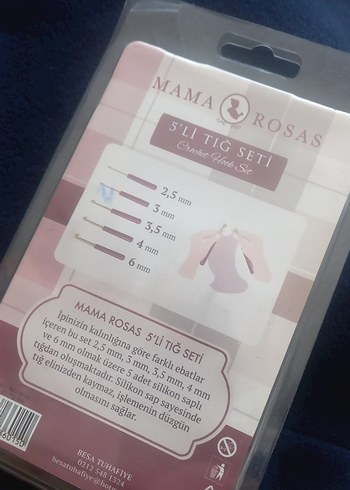 MAMA ROSAS
5'Lİ TIĞ SETİ
Crochet Hook Set
2,5 mm
3 mm
3,5 mm
4 mm
6 mm
MAMA ROSAS 5'Lİ TIĞ SETİ
İpinizin kalınlığına göre farklı ebatlar
içeren bu set 2,5 mm, 3 mm, 3,5 mm, 4 mm
ve 6 mm olmak üzere 5 adet silikon saplı
tığdan oluşmaktadır. Silikon sap sayesinde
tığ elinizden kaymaz, işlemenin düzgün
olmasını sağlar.
BESA TUHAFİYE
0212 548 1524